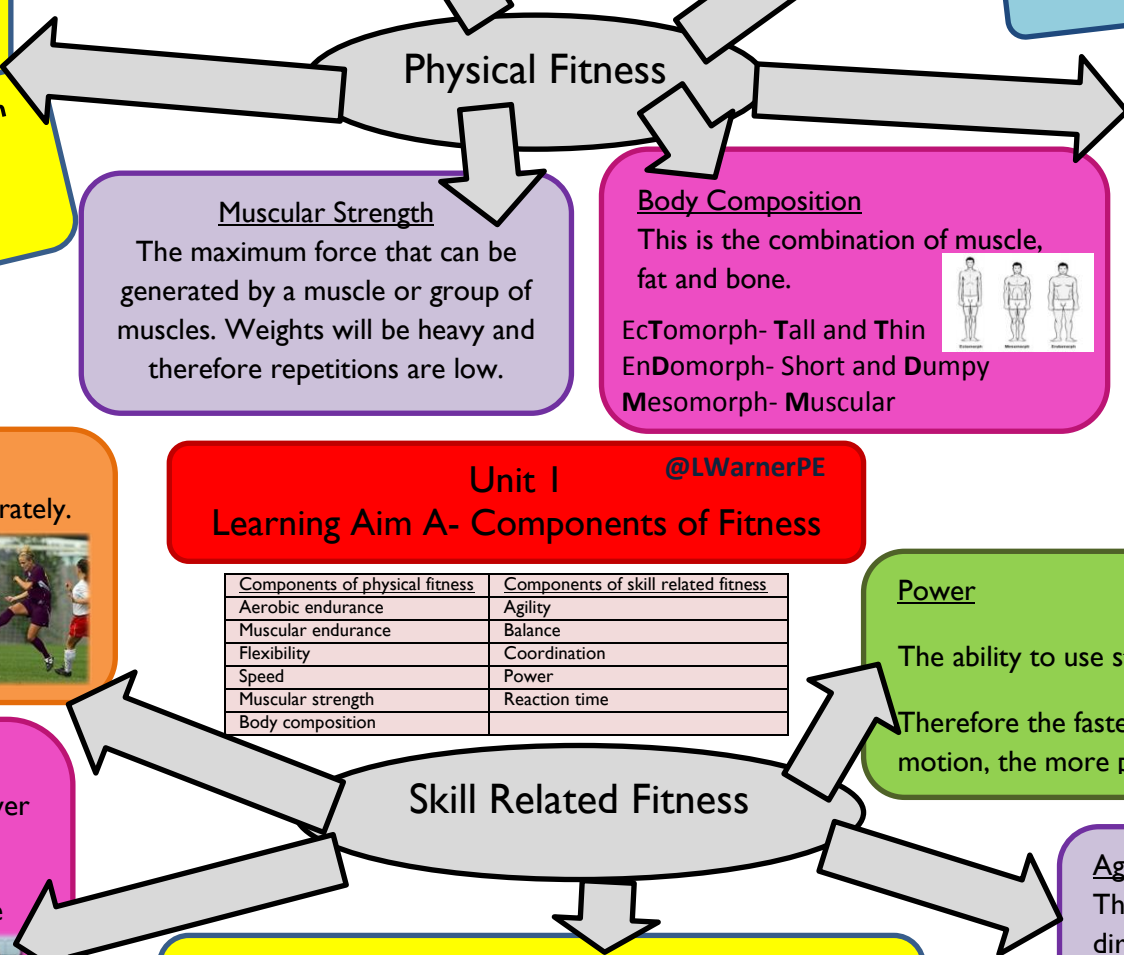 Physical Fitness
Muscular Strength
The maximum force that can be
generated by a muscle or group of
muscles. Weights will be heavy and
therefore repetitions are low.
Body Composition
This is the combination of muscle,
fat and bone.
EcTomorph- Tall and Thin
EnDomorph- Short and Dumpy
Mesomorph- Muscular
Ectomorph Mesomorph Endomorph
rately.
@LWarnerPE
Unit 1
Learning Aim A- Components of Fitness
Components of physical fitness Components of skill related fitness
Aerobic endurance Agility
Muscular endurance Balance
Flexibility Coordination
Speed Power
Muscular strength Reaction time
Body composition
Power
The ability to use s
Therefore the faste
motion, the more p
ver
Skill Related Fitness
e
Ag
Th
dir